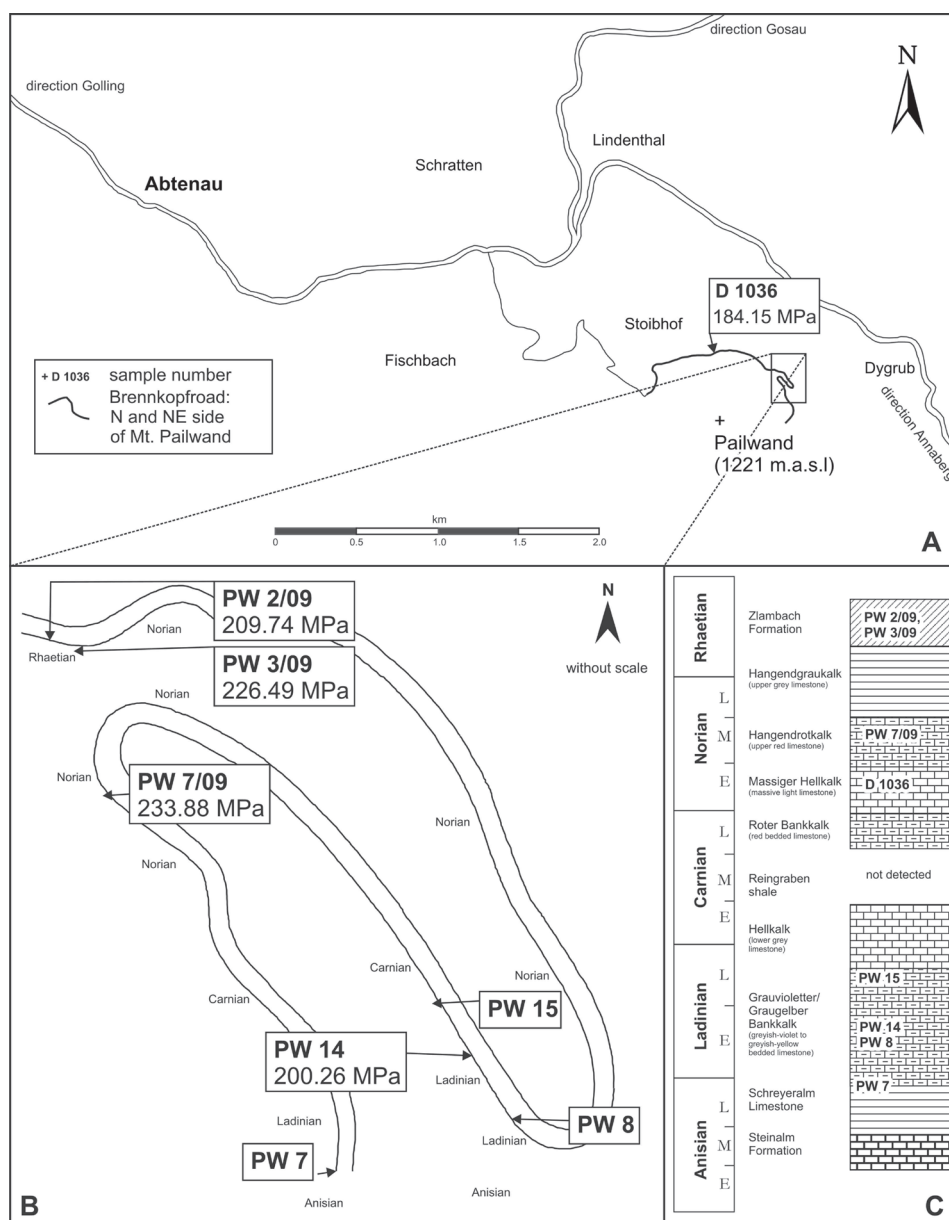 direction Gosau
direction Golling
N
Lindenthal
Schratten
Abtenau
D 1036
184.15 MPa
Stoibhof
Fischbach
Dygrub
direction Annaberg
+ D 1036 sample number
Brennkopfroad:
N and NE side
of Mt. Pailwand
+
Pailwand
(1221 m.a.s.l)
km
0 0.5 1.0 1.5 2.0
A
PW 2/09
209.74 MPa
Norian
Rhaetian
PW 3/09
226.49 MPa
N
without scale
Norian
Norian
PW 7/09
233.88 MPa
Norian
Norian
Carnian
Norian
Carnian
PW 15
PW 14
200.26 MPa
Ladinian
Ladinian
PW 8
Ladinian
PW 7
Anisian
Anisian
B
Rhaetian
Zlambach
Formation
PW 2/09,
PW 3/09
Hangendgraukalk
(upper grey limestone)
Norian
L
M
E
Hangendrotkalk
(upper red limestone)
PW 7/09
Massiger Hellkalk
(massive light limestone)
D 1036
Carnian
L
M
E
Roter Bankkalk
(red bedded limestone)
Reingraben
shale
not detected
Hellkalk
(lower grey
limestone)
Ladinian
L
E
PW 15
Grauvioletter/
Graugelber
Bankkalk
(greyish-violet to
greyish-yellow
bedded limestone)
PW 14
PW 8
PW 7
Anisian
L
M
E
Schreyeralm
Limestone
Steinalm
Formation
C